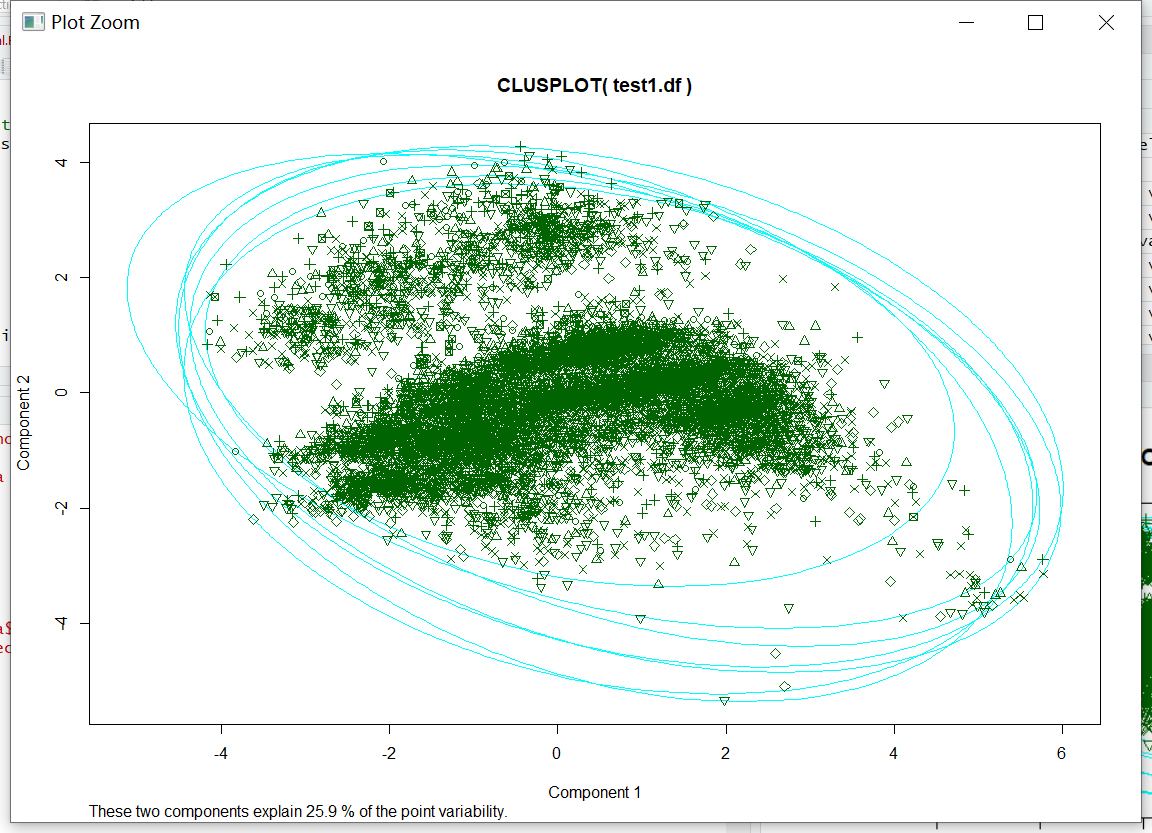 Plot Zoom
CLUSPLOT( test1.df )
4
2
0
-2
-4
Component 2
-4
-2
0
2
4
6
Component 1
These two components explain 25.9 % of the point variability.